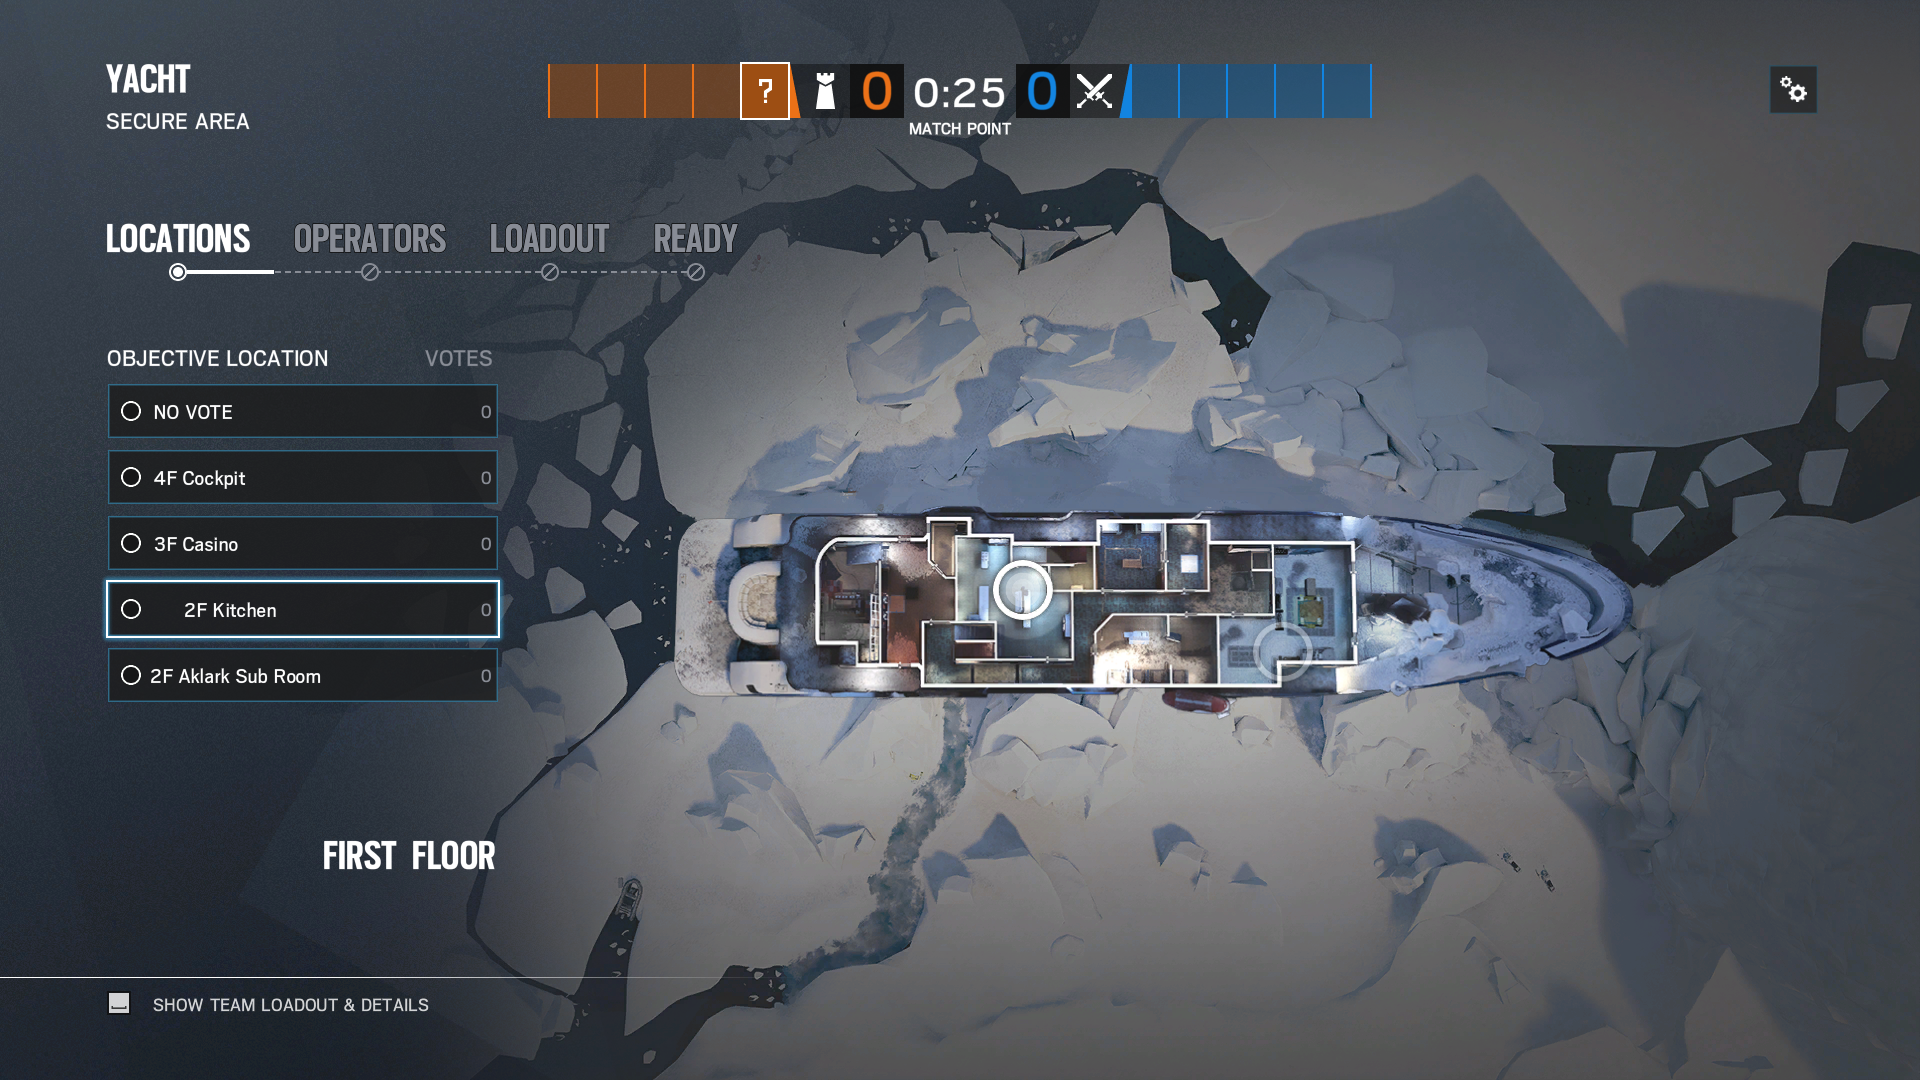 YACHT
SECURE AREA
?
0
0:25
0
MATCH POINT
LOCATIONS
OPERATORS
LOADOUT
READY
OBJECTIVE LOCATION
VOTES
NO VOTE
0
4F Cockpit
0
3F Casino
0
2F Kitchen
0
2F Aklark Sub Room
0
FIRST FLOOR
SHOW TEAM LOADOUT & DETAILS